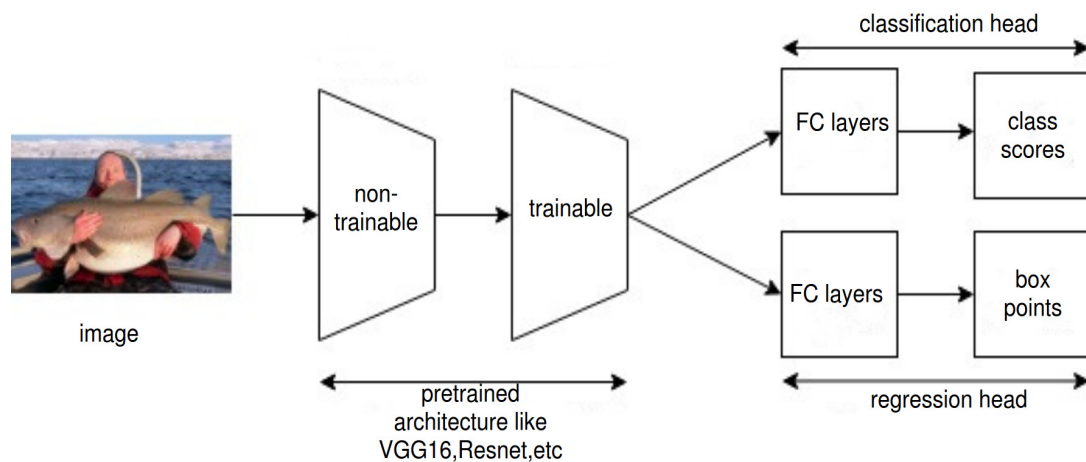 classification head
FC layers
class
scores
non-
trainable
trainable
FC layers
box
points
image
pretrained
architecture like
VGG16,Resnet,etc
regression head